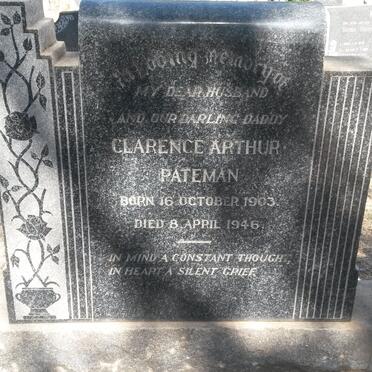 In Loving Memory of
MY DEAR HUSBAND
AND OUR DARLING DADDY
CLARENCE ARTHUR
PATEMAN
BORN 16 OCTOBER 1903.
DIED 8 APRIL 1946.
IN MIND A CONSTANT THOUGHT,
IN HEART A SILENT GRIEF.